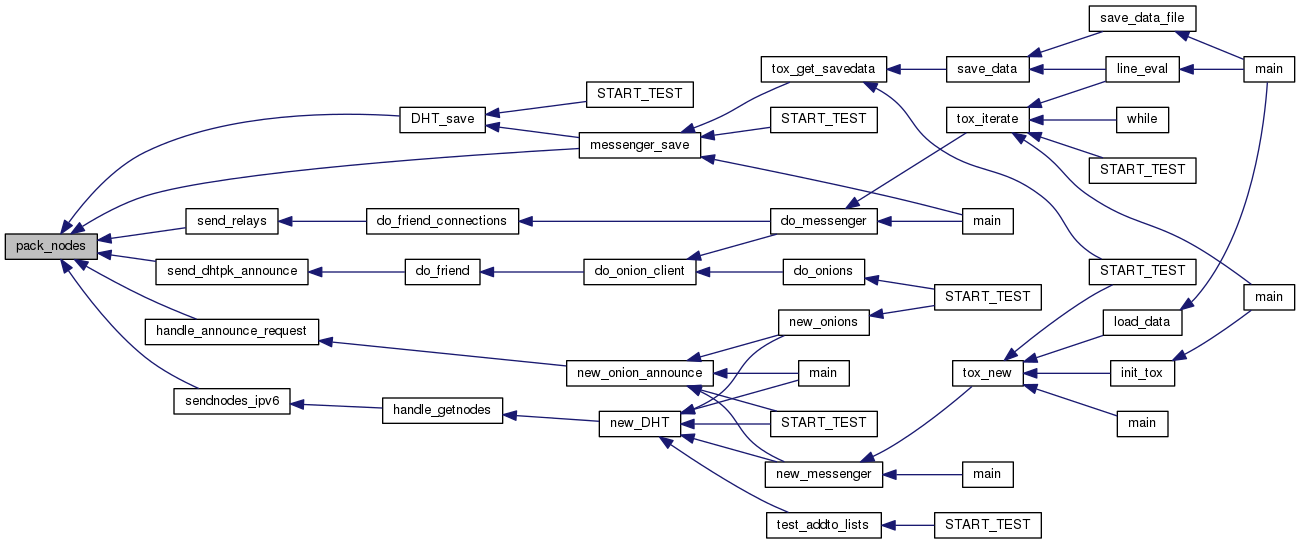 save_data_file
tox_get_savedata
save_data
line_eval
main
START_TEST
DHT_save
START_TEST
tox_iterate
while
messenger_save
START_TEST
send_relays
do_friend_connections
do_messenger
main
pack_nodes
send_dhtpk_announce
do_friend
do_onion_client
do_onions
START_TEST
START_TEST
main
handle_announce_request
new_onions
load_data
new_onion_announce
main
tox_new
init_tox
sendnodes_ipv6
handle_getnodes
new_DHT
START_TEST
main
new_messenger
main
test_addto_lists
START_TEST